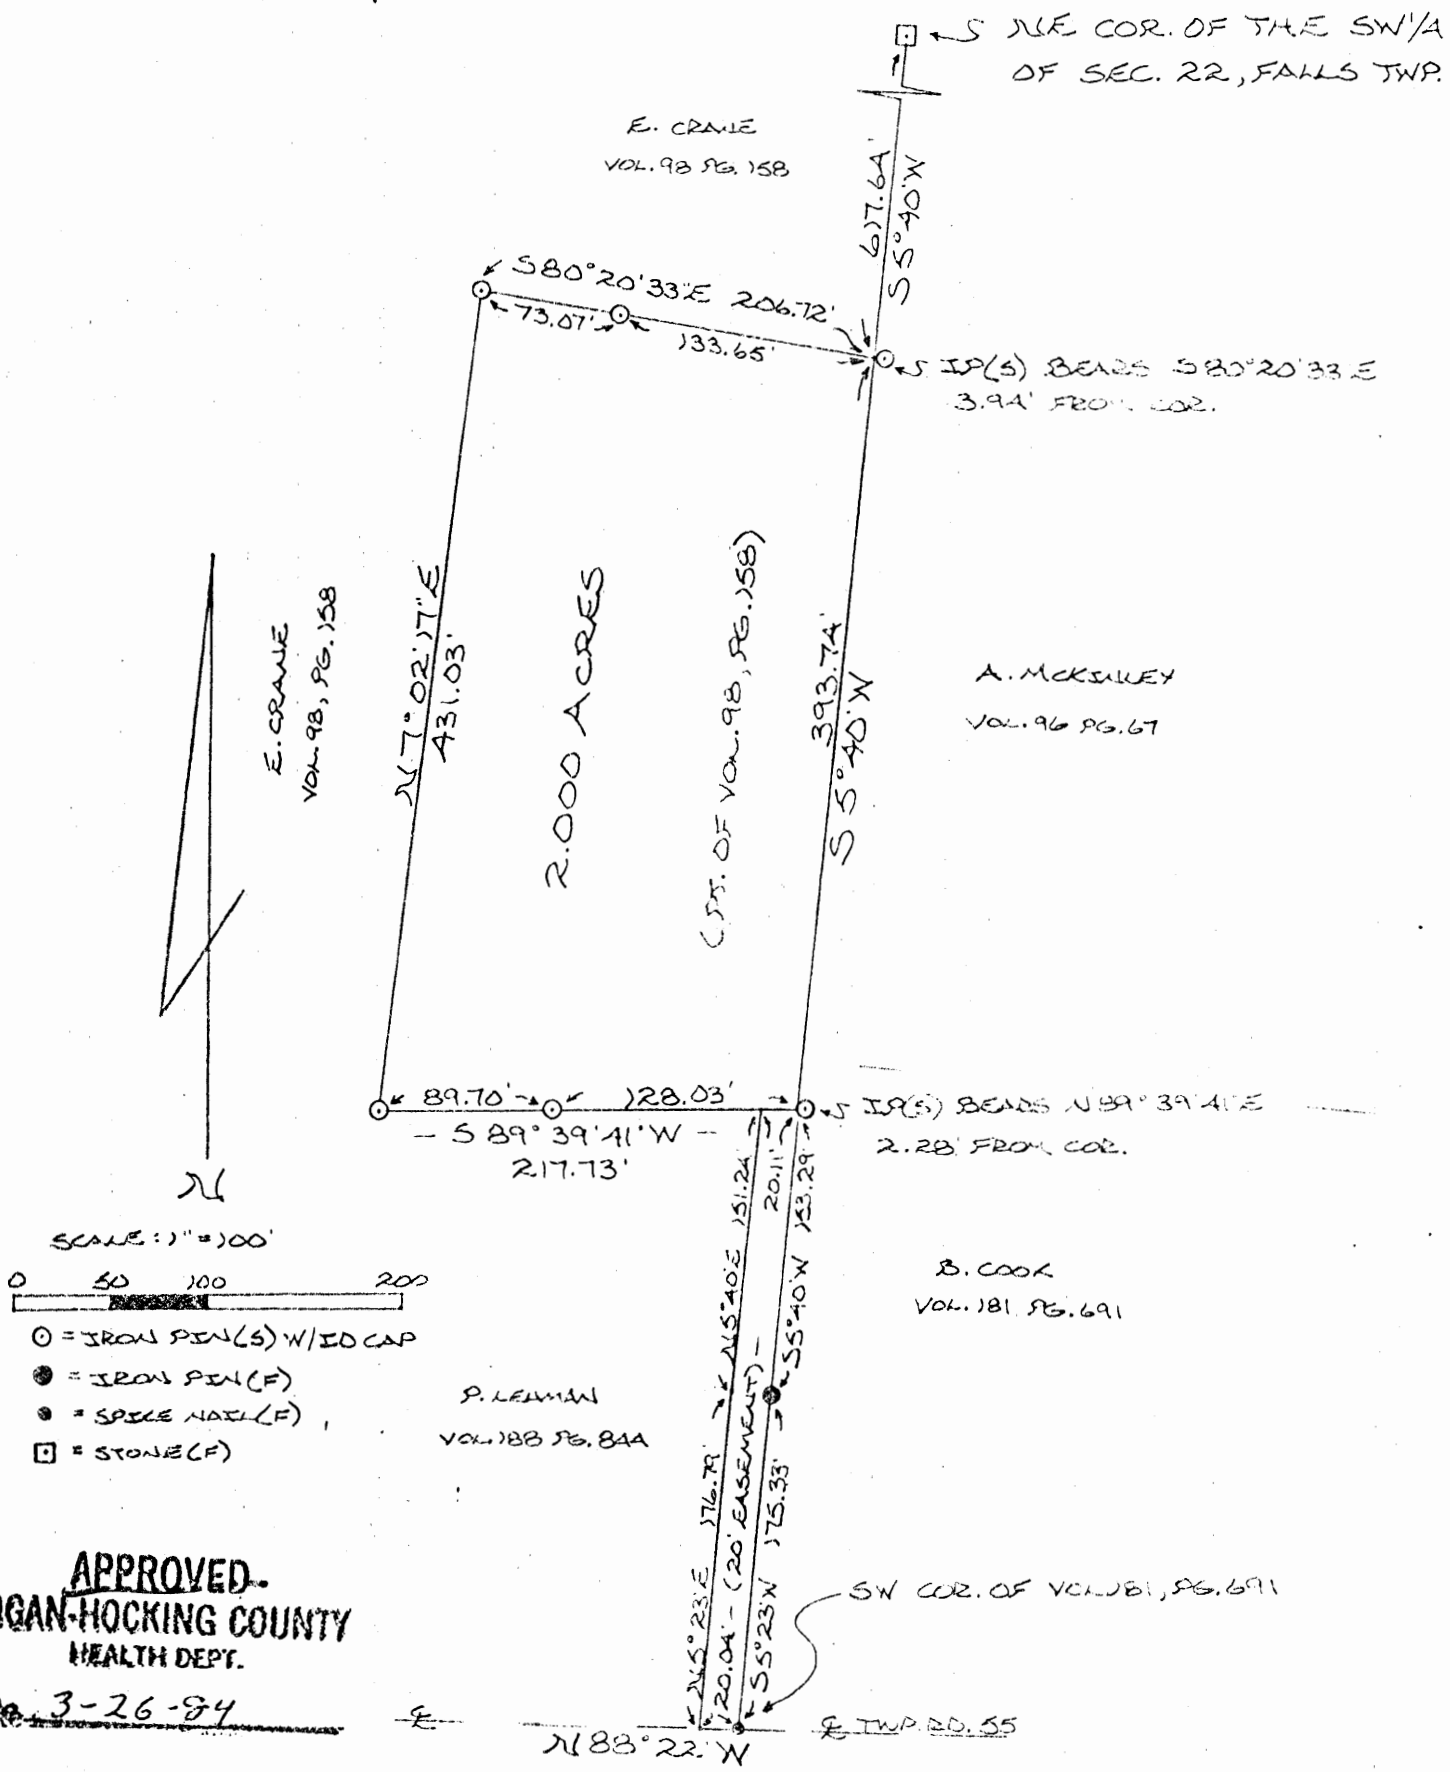 NE COR. OF THE SW 1/4
OF SEC. 22, FALLS TWP.
E. CRANE
VOL. 98 PG. 158
617.64'
S 5°40'W
S 80°20'33"E 206.72'
73.07'
133.65'
IP(S) BEARS S 80°20'33 E
3.94' FROM COR.
N 7°02'17"E
431.03'
E. CRANE
VOL. 98, PG. 158
2.000 ACRES
(PT. OF VOL. 98, PG. 158)
393.74'
S 5°40'W
A. MCKINLEY
VOL. 96 PG. 67
89.70'
128.03'
- S 89°39'41"W -
217.73'
IP(S) BEARS N 89°39'41"E
2.28' FROM COR.
N
SCALE: 1" = 100'
0 50 100 200
= IRON PIN(S) W/ID CAP
= IRON PIN(F)
= SPIKE NAIL(F)
= STONE(F)
151.24'
20.11'
153.29'
N 5°40'E
S 5°40'W
B. COOK
VOL. 181 PG. 691
P. LEHMAN
VOL. 188 PG. 844
176.79'
- (20' EASEMENT) -
175.33'
N 5°23'E
20.04'
S 5°23'W
SW COR. OF VOL. 181, PG. 691
APPROVED
GAN-HOCKING COUNTY
HEALTH DEPT.
3-26-84
℄
N 88°22'W
℄ TWP. RD. 55